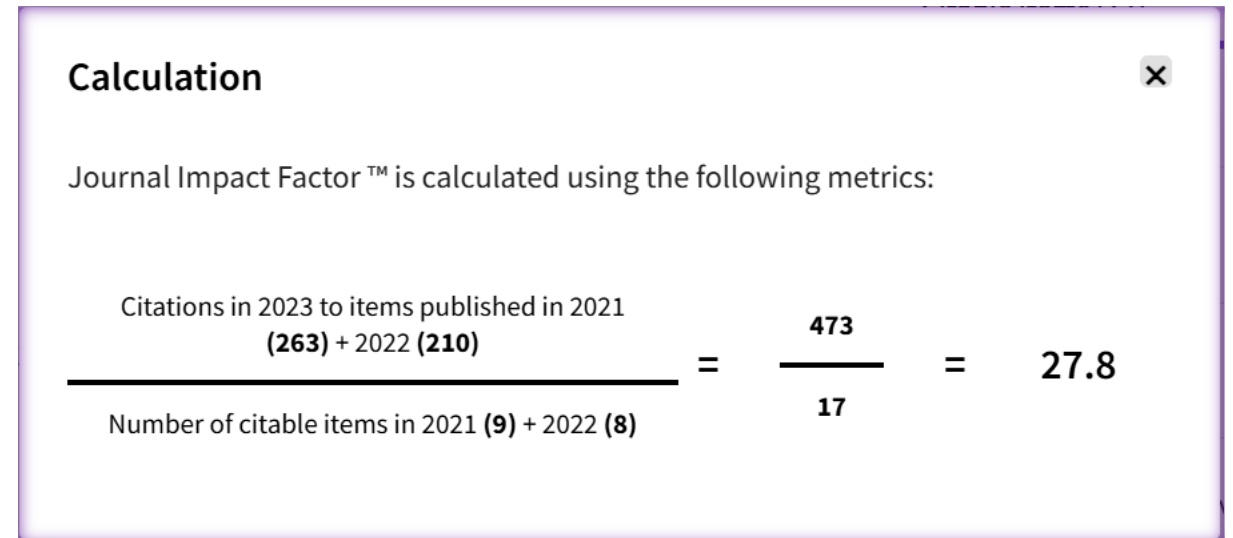 Calculation
×
Journal Impact Factor ™ is calculated using the following metrics:
Citations in 2023 to items published in 2021
(263) + 2022 (210)
Number of citable items in 2021 (9) + 2022 (8)
=
473
17
=
27.8